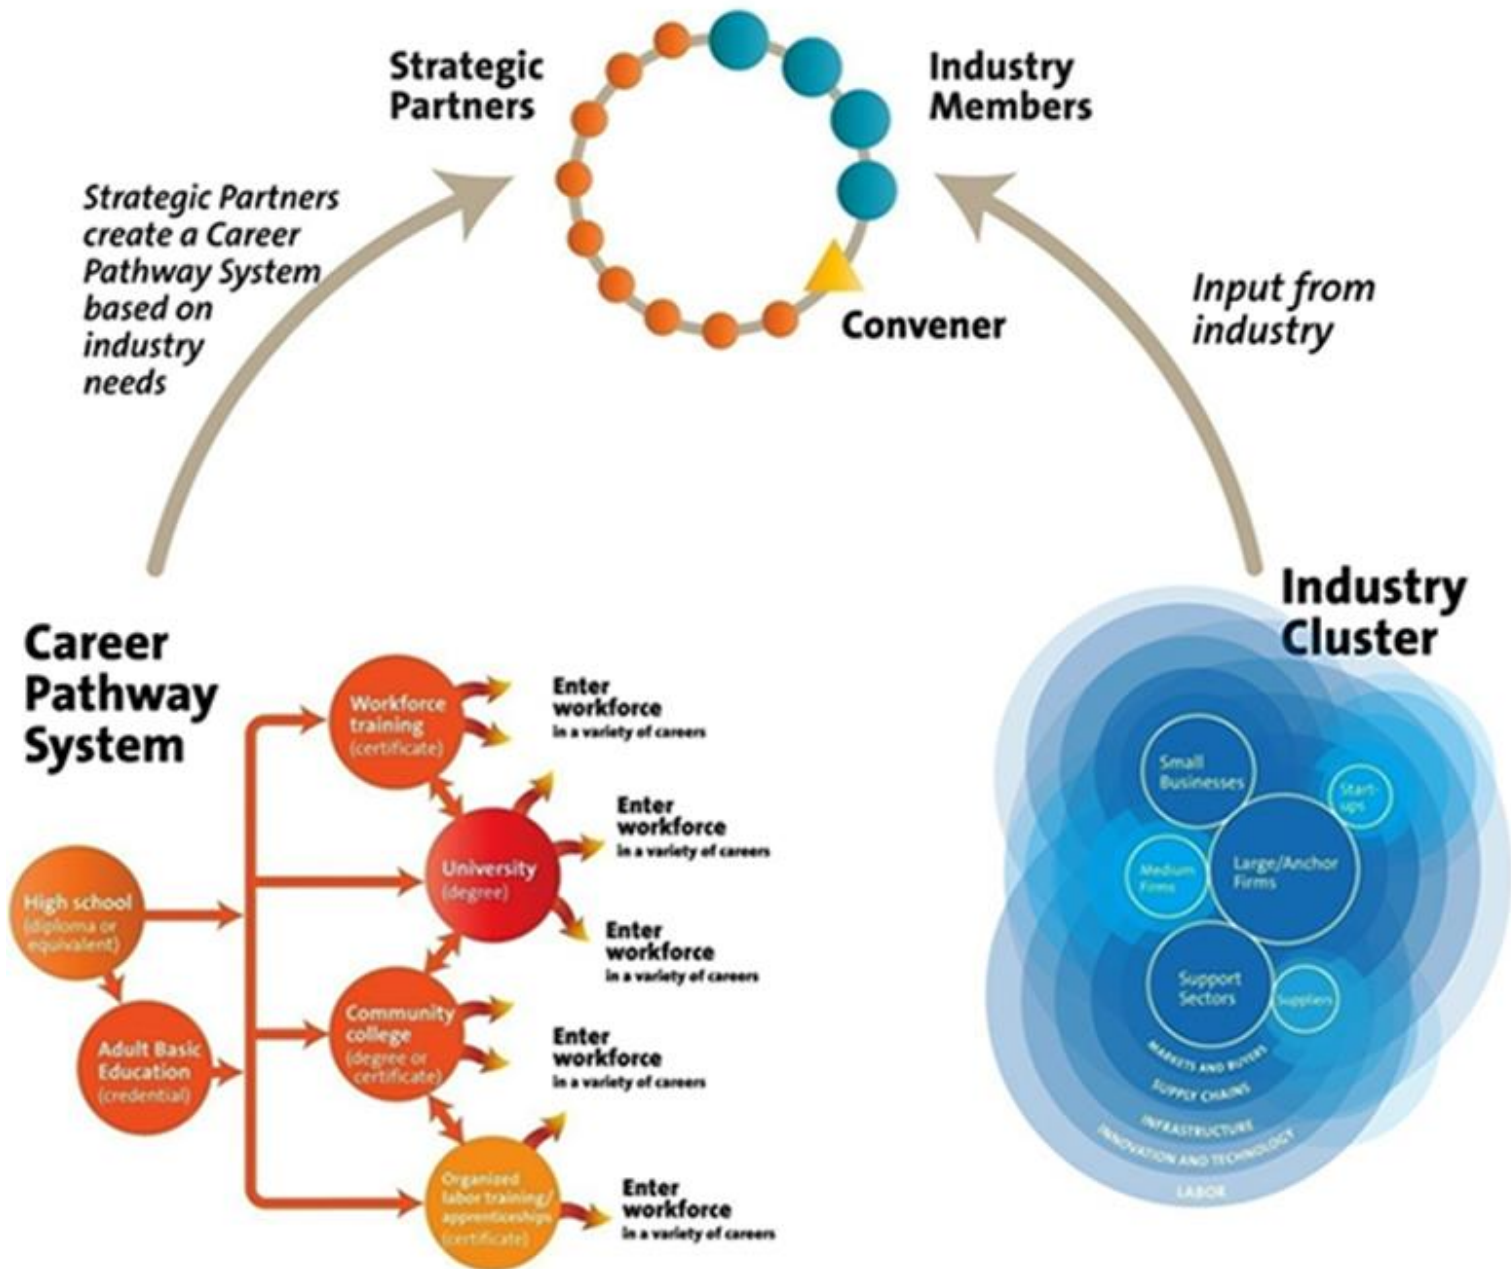 Strategic
Partners
Industry
Members
Convener
Strategic Partners
create a Career
Pathway System
based on
industry
needs
Input from
industry
Career
Pathway
System
High school
(diploma or
equivalent)
Adult Basic
Education
(credential)
Workforce
training
(certificate)
Enter
workforce
in a variety of careers
University
(degree)
Enter
workforce
in a variety of careers
Enter
workforce
in a variety of careers
Community
college
(degree or
certificate)
Enter
workforce
in a variety of careers
Organized
labor training/
apprenticeships
(certificate)
Enter
workforce
in a variety of careers
Industry
Cluster
Small
Businesses
Start-
ups
Medium
Firms
Large/Anchor
Firms
Support
Sectors
Suppliers
MARKETS AND BUYERS
SUPPLY CHAINS
INFRASTRUCTURE
INNOVATION AND TECHNOLOGY
LABOR